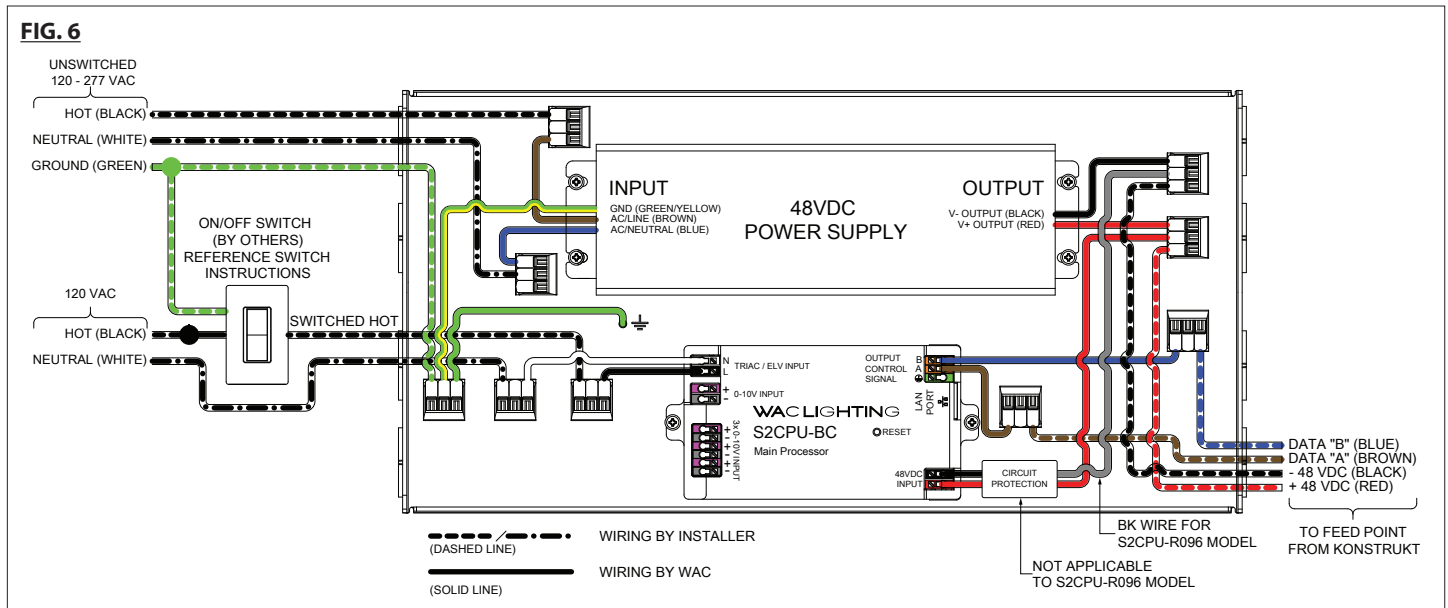 FIG. 6
UNSWITCHED
120 - 277 VAC
HOT (BLACK)
NEUTRAL (WHITE)
GROUND (GREEN)
ON/OFF SWITCH
(BY OTHERS)
REFERENCE SWITCH
INSTRUCTIONS
120 VAC
HOT (BLACK)
NEUTRAL (WHITE)
SWITCHED HOT
INPUT
GND (GREEN/YELLOW)
AC/LINE (BROWN)
AC/NEUTRAL (BLUE)
48VDC
POWER SUPPLY
OUTPUT
V- OUTPUT (BLACK)
V+ OUTPUT (RED)
N
L
TRIAC / ELV INPUT
+
-
0-10V INPUT
+
-
+
-
+
-
3x 0-10V INPUT
OUTPUT
CONTROL
SIGNAL
B
A
LAN
PORT
WAC LIGHTING
S2CPU-BC
Main Processor
RESET
48VDC
INPUT
CIRCUIT
PROTECTION
DATA "B" (BLUE)
DATA "A" (BROWN)
- 48 VDC (BLACK)
+ 48 VDC (RED)
TO FEED POINT
FROM KONSTRUKT
BK WIRE FOR
S2CPU-R096 MODEL
NOT APPLICABLE
TO S2CPU-R096 MODEL
WIRING BY INSTALLER
(DASHED LINE)
WIRING BY WAC
(SOLID LINE)